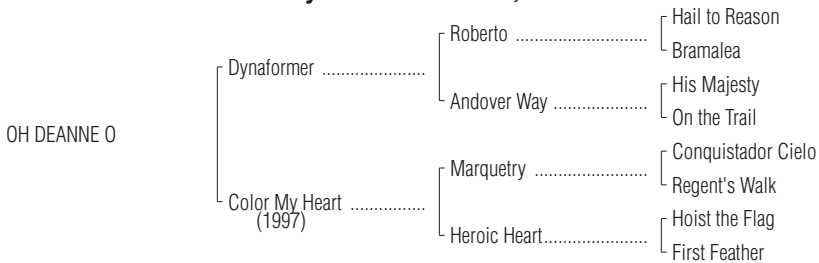 Hail to Reason
Roberto ............................
Bramalea
Dynaformer ......................
His Majesty
Andover Way ....................
On the Trail
OH DEANNE O
Conquistador Cielo
Marquetry ........................
Regent's Walk
Color My Heart ................
(1997)
Hoist the Flag
Heroic Heart......................
First Feather